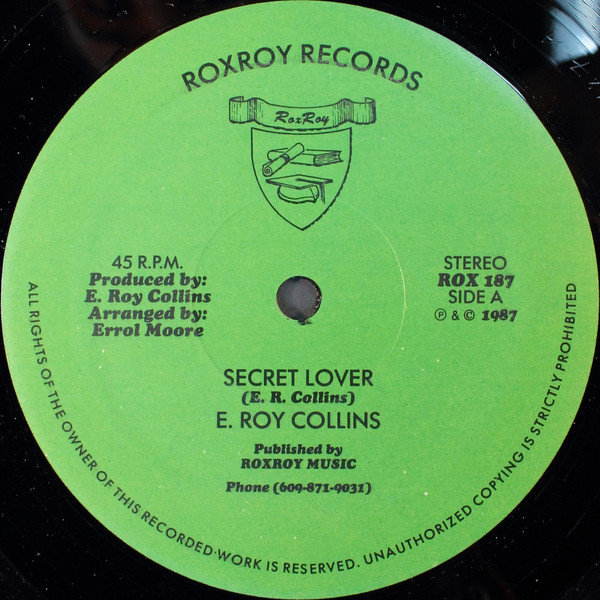 ROXROY RECORDS
RoxRoy
45 R.P.M.
Produced by:
E. Roy Collins
Arranged by:
Errol Moore
STEREO
ROX 187
SIDE A
℗ & © 1987
SECRET LOVER
(E. R. Collins)
E. ROY COLLINS
Published by
ROXROY MUSIC
Phone (609-871-9031)
ALL RIGHTS OF THE OWNER OF THIS RECORDED·WORK IS RESERVED. UNAUTHORIZED COPYING IS STRICTLY PROHIBITED